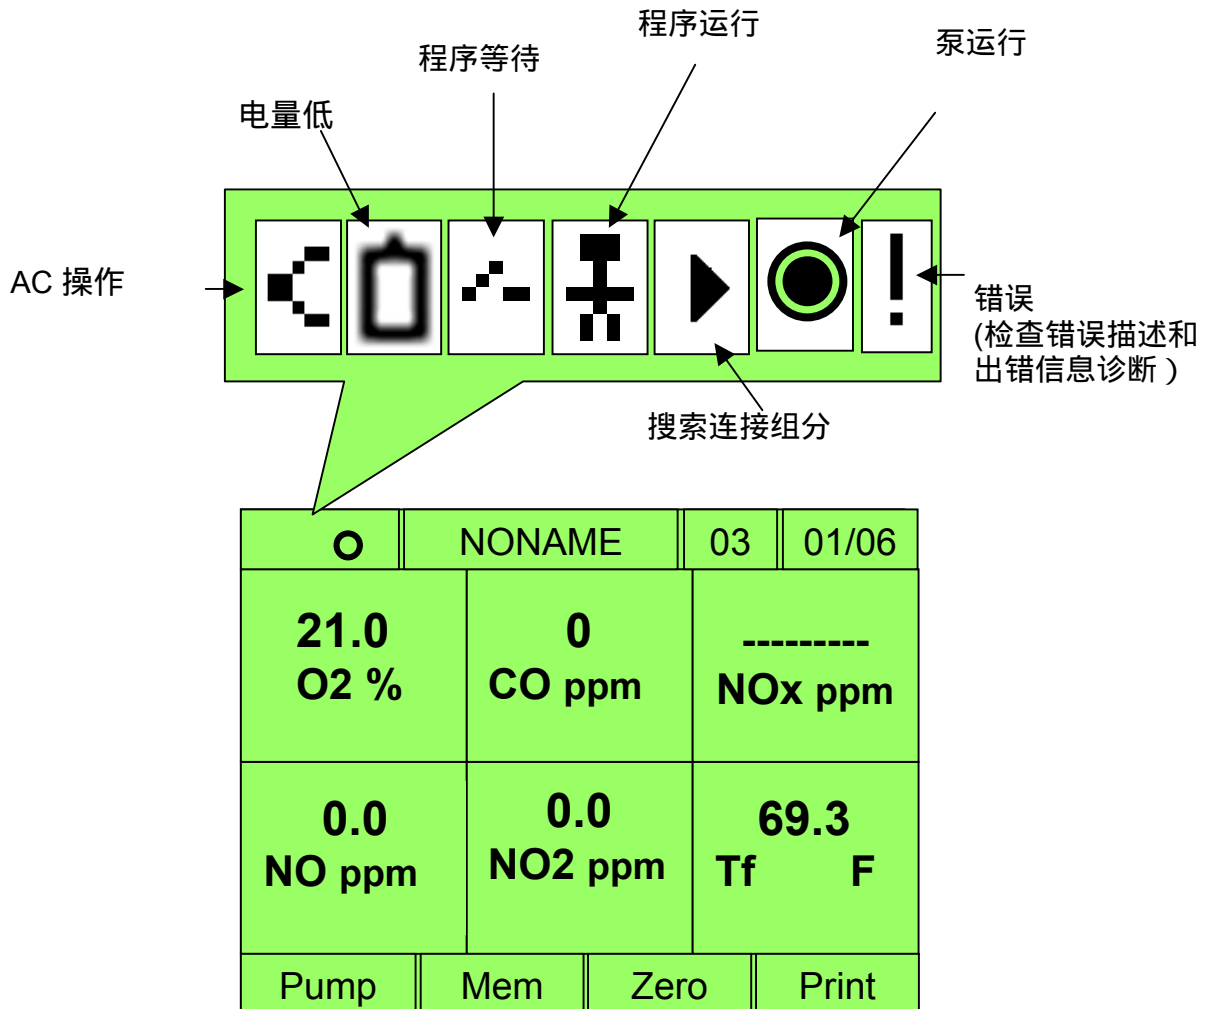 程序运行
泵运行
程序等待
电量低
AC 操作
错误
(检查错误描述和
出错信息诊断）
搜索连接组分
NONAME 03 01/06
21.0 0 ---------
O2 % CO ppm NOx ppm
0.0 0.0 69.3
NO ppm NO2 ppm Tf F
Pump Mem Zero Print